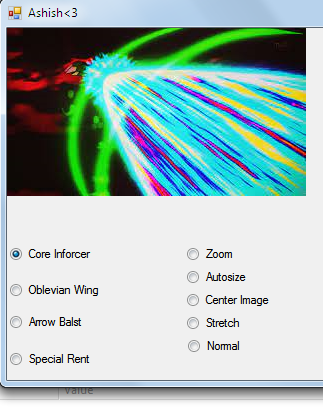 Ashish<3
Core Inforcer
Oblevian Wing
Arrow Balst
Special Rent
Zoom
Autosize
Center Image
Stretch
Normal
Value